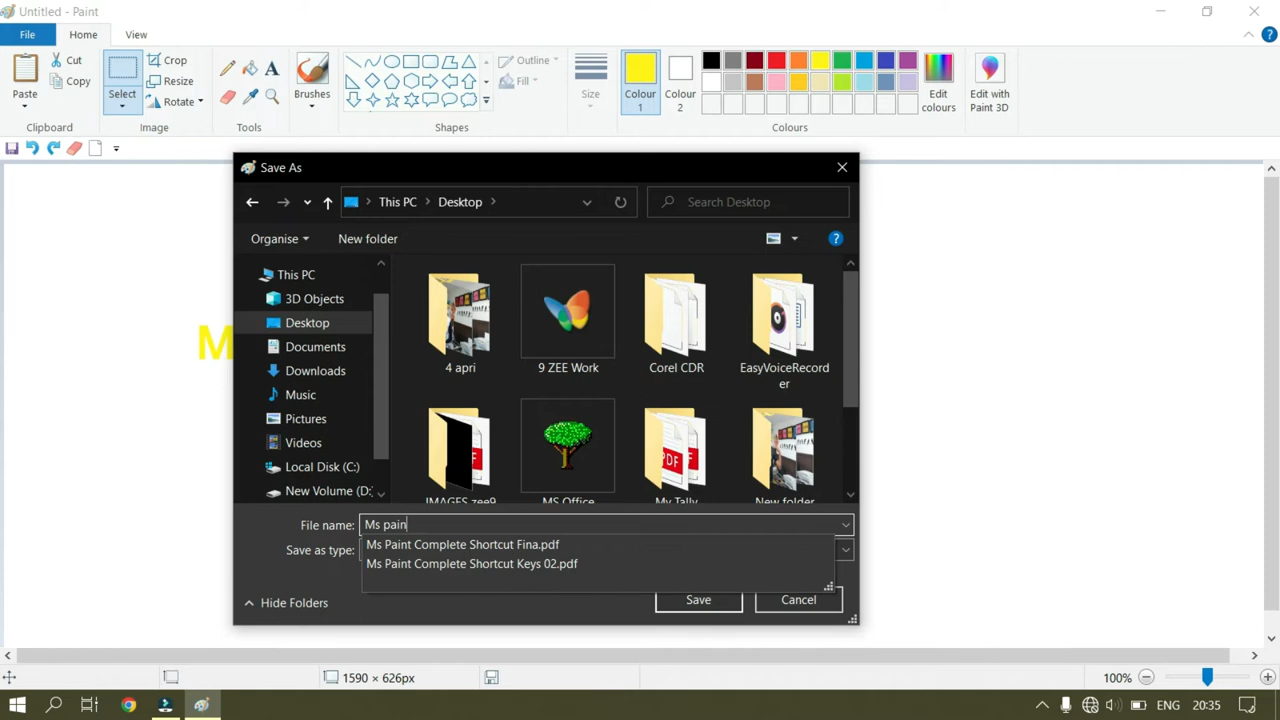 Untitled - Paint
File Home View
Paste
Cut
Copy
Clipboard
Select
Crop
Resize
Rotate
Image
A
Tools
Brushes
Shapes
Outline
Fill
Size
Colour
1
Colour
2
Colours
Edit
colours
Edit with
Paint 3D
M
Save As
This PC Desktop
Search Desktop
Organise New folder
This PC
3D Objects
Desktop
Documents
Downloads
Music
Pictures
Videos
Local Disk (C:)
New Volume (D:
4 apri
9 ZEE Work
Corel CDR
EasyVoiceRecord
er
IMAGES zee9
MS Office
PDF
My Tally
New folder
File name: Ms pain
Save as type:
Ms Paint Complete Shortcut Fina.pdf
Ms Paint Complete Shortcut Keys 02.pdf
Hide Folders
Save Cancel
1590 × 626px
100%
ENG 20:35